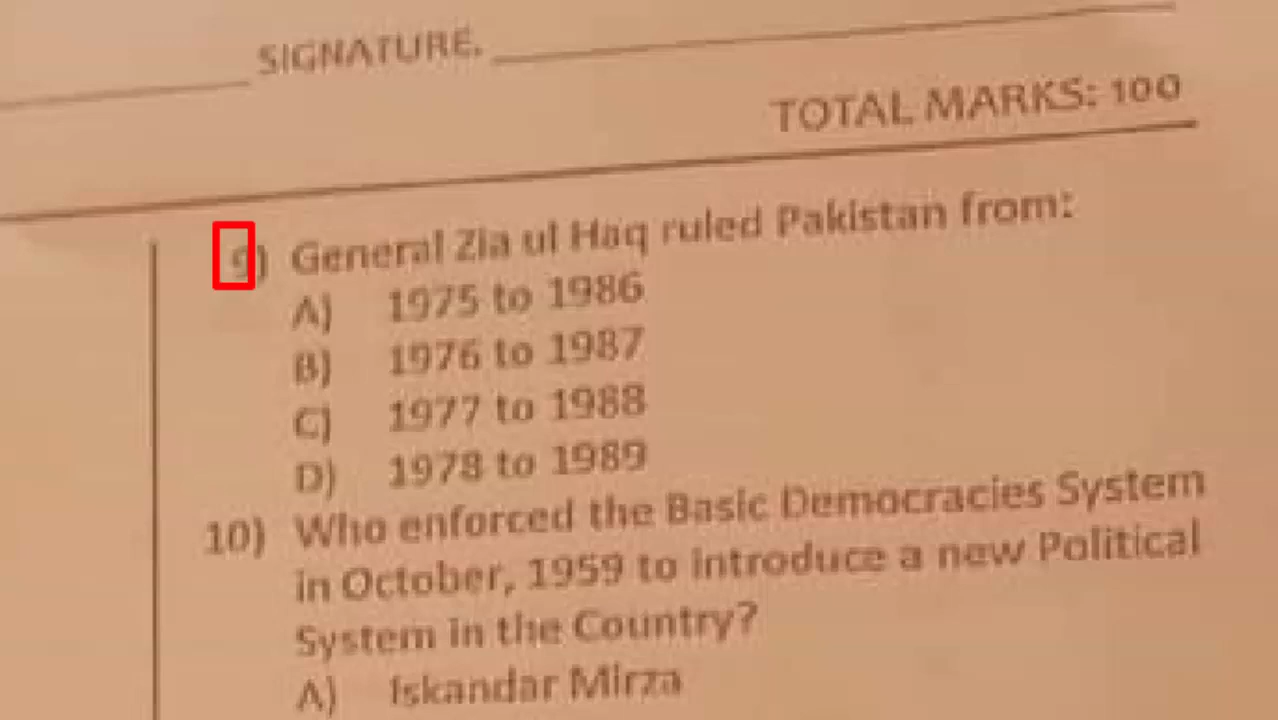 SIGNATURE.
TOTAL MARKS: 100
9) General Zia ul Haq ruled Pakistan from:
A) 1975 to 1986
B) 1976 to 1987
C) 1977 to 1988
D) 1978 to 1989
10) Who enforced the Basic Democracies System
in October, 1959 to introduce a new Political
System in the Country?
A) Iskandar Mirza